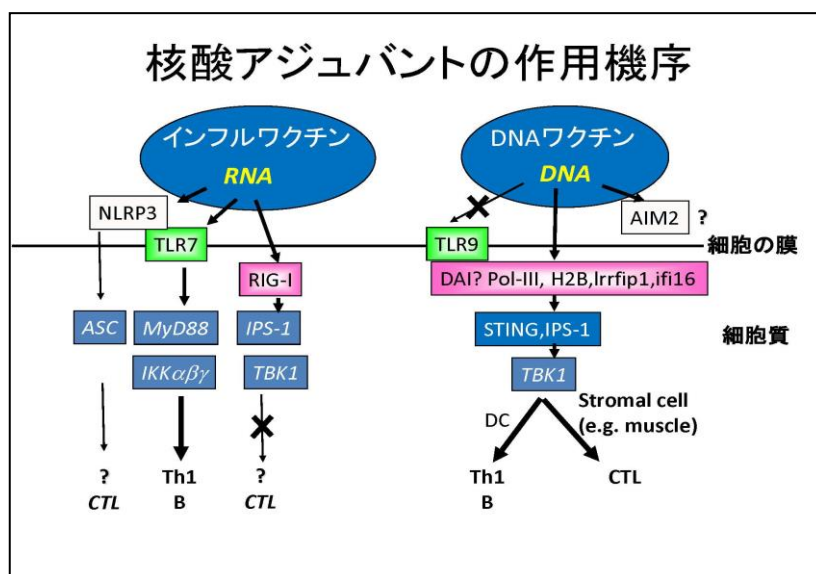 核酸アジュバントの作用機序
インフルワクチン
RNA
DNAワクチン
DNA
NLRP3
AIM2
?
TLR7
TLR9
細胞の膜
RIG-I
DAI? Pol-III, H2B,lrrfip1,ifi16
ASC
MyD88
IPS-1
STING,IPS-1
細胞質
IKKαβγ
TBK1
TBK1
DC
Stromal cell
(e.g. muscle)
?
CTL
Th1
B
?
CTL
Th1
B
CTL